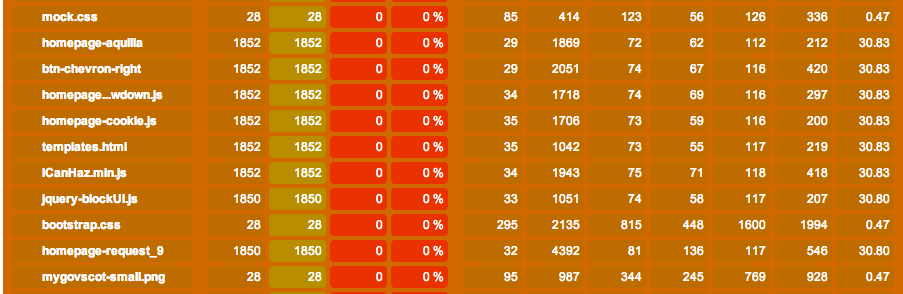 mock.css 28 28 0 0 % 85 414 123 56 126 336 0.47
homepage-aquilla 1852 1852 0 0 % 29 1869 72 62 112 212 30.83
btn-chevron-right 1852 1852 0 0 % 29 2051 74 67 116 420 30.83
homepage...wdown.js 1852 1852 0 0 % 34 1718 74 69 116 297 30.83
homepage-cookie.js 1852 1852 0 0 % 35 1706 73 59 116 200 30.83
templates.html 1852 1852 0 0 % 35 1042 73 55 117 219 30.83
ICanHaz.min.js 1852 1852 0 0 % 34 1943 75 71 118 418 30.83
jquery-blockUI.js 1850 1850 0 0 % 33 1051 74 58 117 207 30.80
bootstrap.css 28 28 0 0 % 295 2135 815 448 1600 1994 0.47
homepage-request_9 1850 1850 0 0 % 32 4392 81 136 117 546 30.80
mygovscot-small.png 28 28 0 0 % 95 987 344 245 769 928 0.47